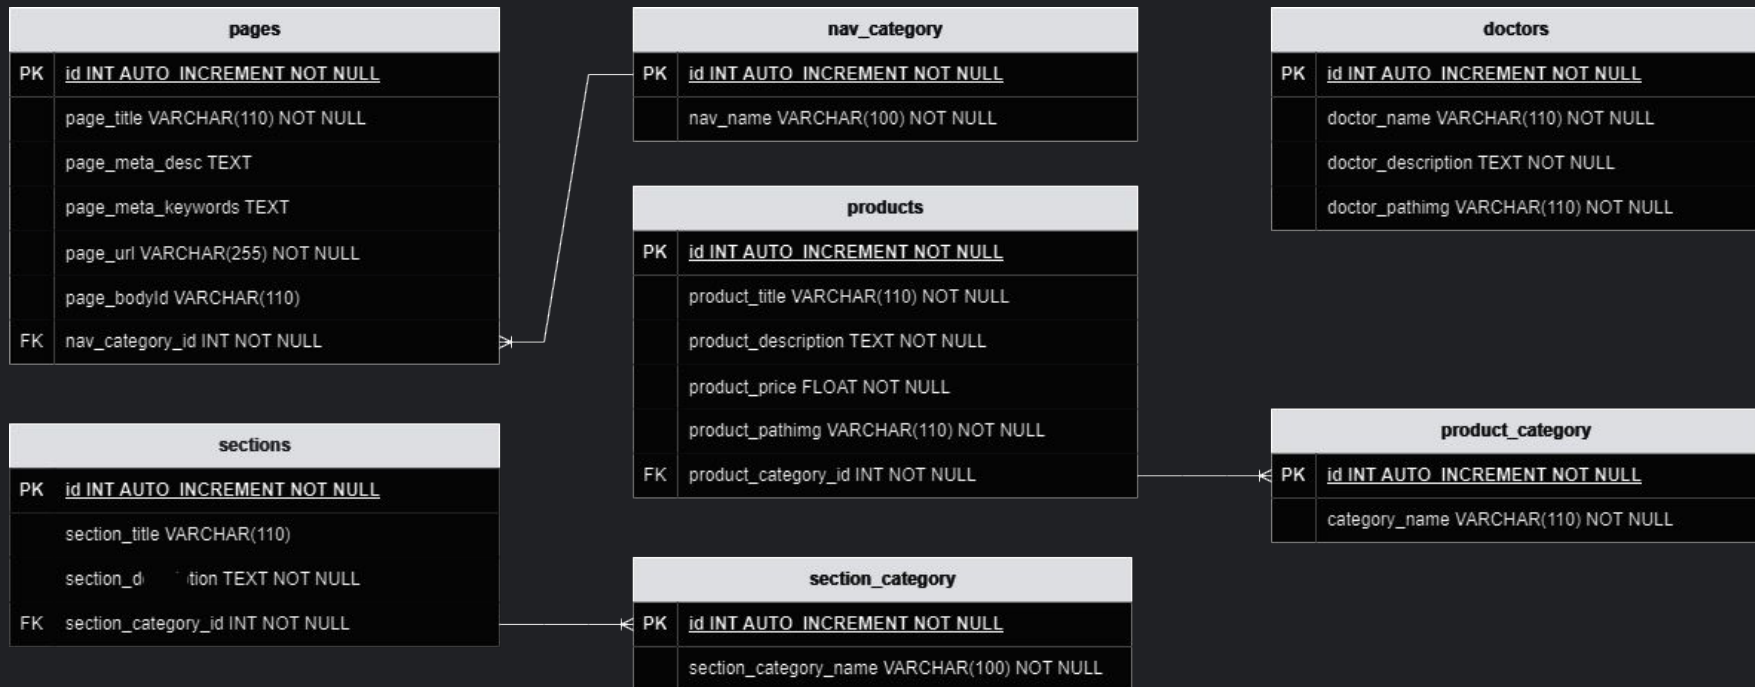 pages
PK id INT AUTO_INCREMENT NOT NULL
page_title VARCHAR(110) NOT NULL
page_meta_desc TEXT
page_meta_keywords TEXT
page_url VARCHAR(255) NOT NULL
page_bodyId VARCHAR(110)
FK nav_category_id INT NOT NULL
nav_category
PK id INT AUTO_INCREMENT NOT NULL
nav_name VARCHAR(100) NOT NULL
doctors
PK id INT AUTO_INCREMENT NOT NULL
doctor_name VARCHAR(110) NOT NULL
doctor_description TEXT NOT NULL
doctor_pathimg VARCHAR(110) NOT NULL
products
PK id INT AUTO_INCREMENT NOT NULL
product_title VARCHAR(110) NOT NULL
product_description TEXT NOT NULL
product_price FLOAT NOT NULL
product_pathimg VARCHAR(110) NOT NULL
FK product_category_id INT NOT NULL
product_category
PK id INT AUTO_INCREMENT NOT NULL
category_name VARCHAR(110) NOT NULL
sections
PK id INT AUTO_INCREMENT NOT NULL
section_title VARCHAR(110)
TEXT NOT NULL
FK section_category_id INT NOT NULL
section_category
PK id INT AUTO_INCREMENT NOT NULL
section_category_name VARCHAR(100) NOT NULL